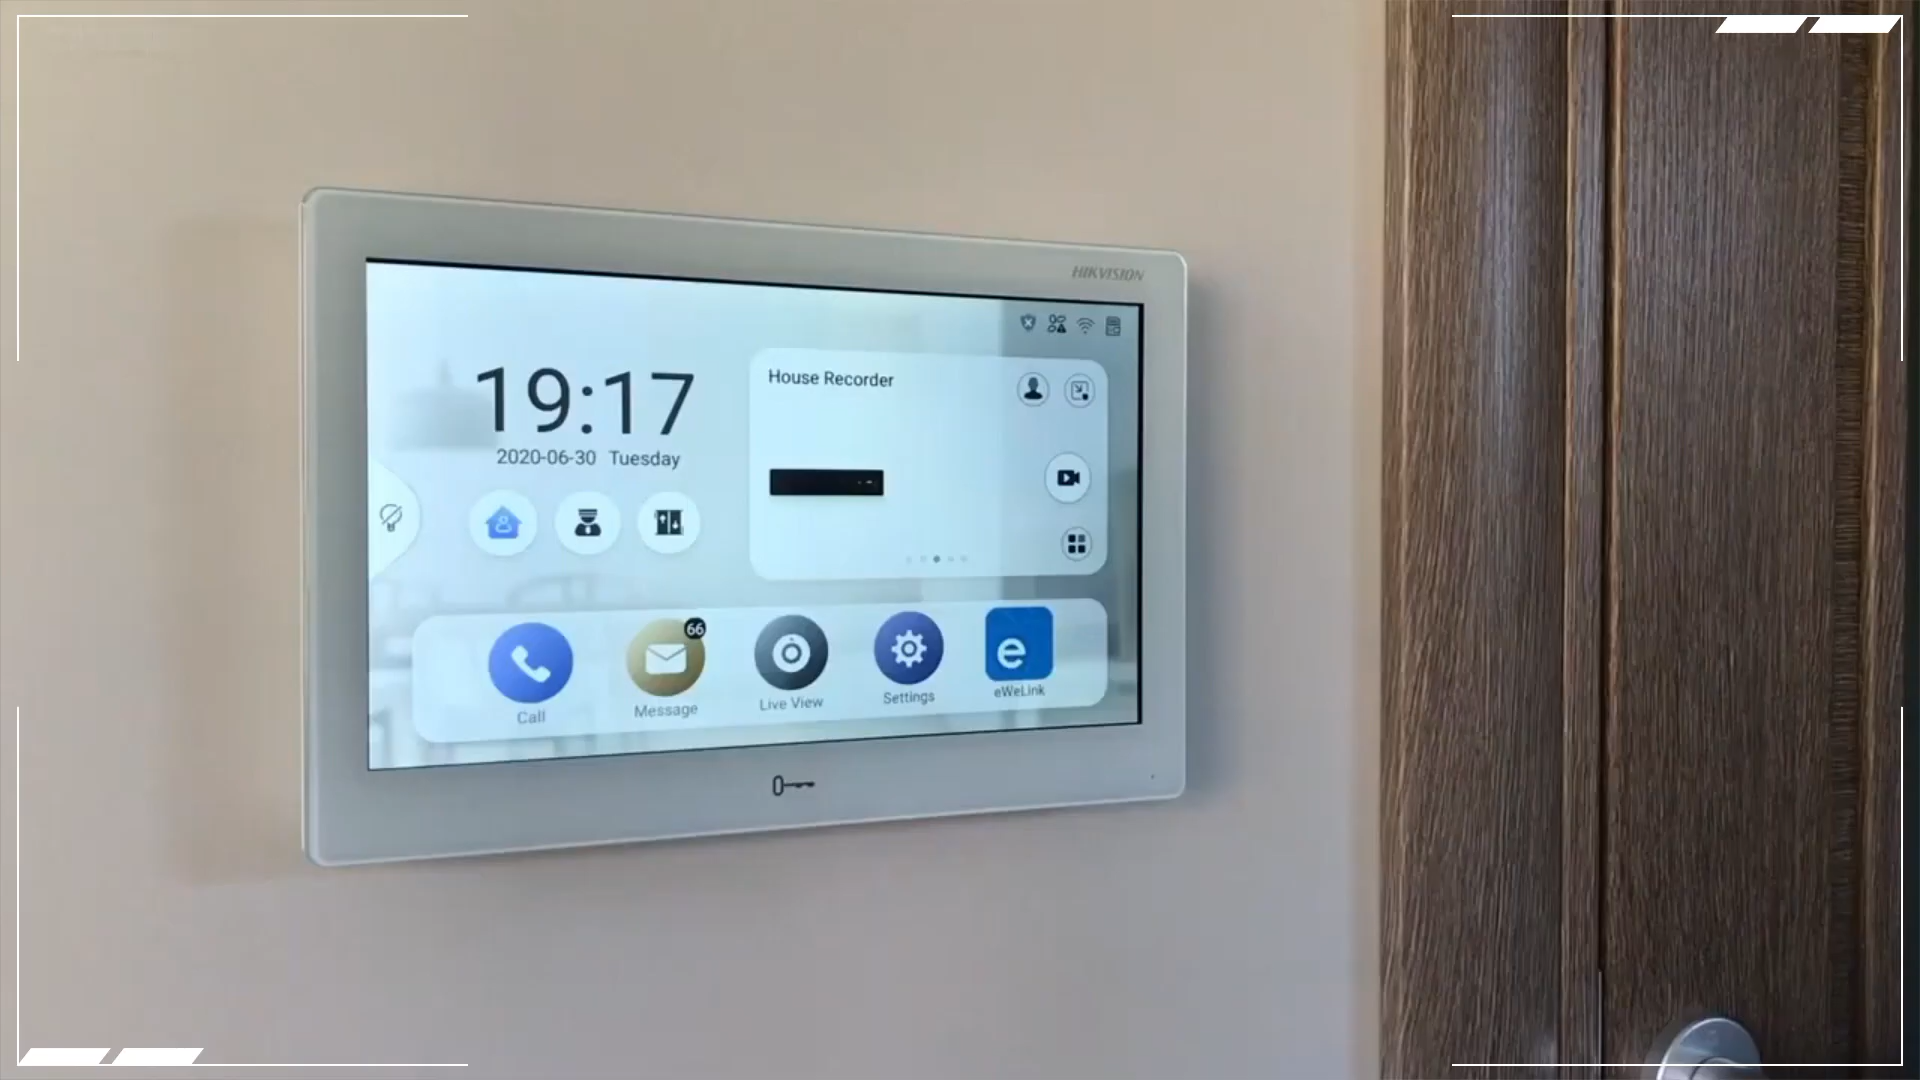 HIKVISION
19:17
2020-06-30 Tuesday
House Recorder
66
Call
Message
Live View
Settings
e
eWeLink